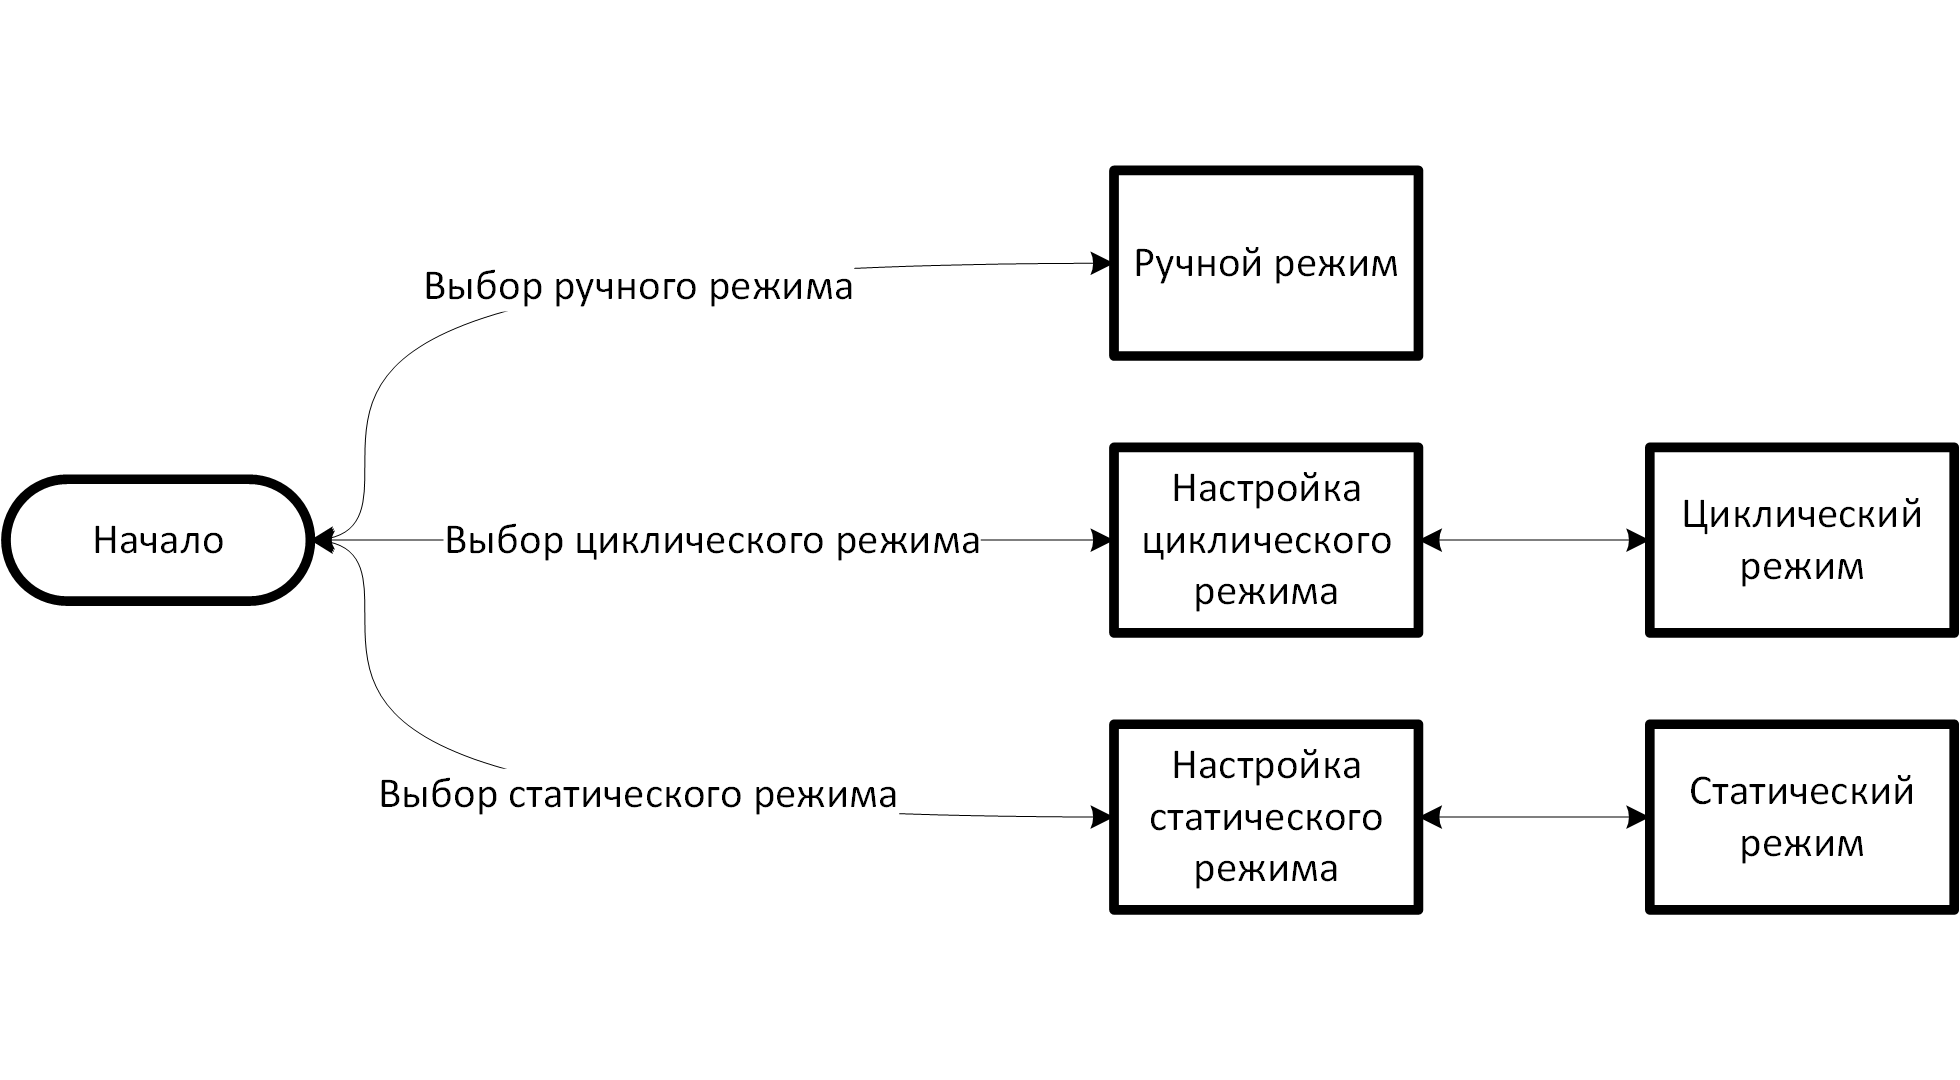 Ручной режим
Выбор ручного режима
Начало
Выбор циклического режима
Настройка
циклического
режима
Циклический
режим
Выбор статического режима
Настройка
статического
режима
Статический
режим